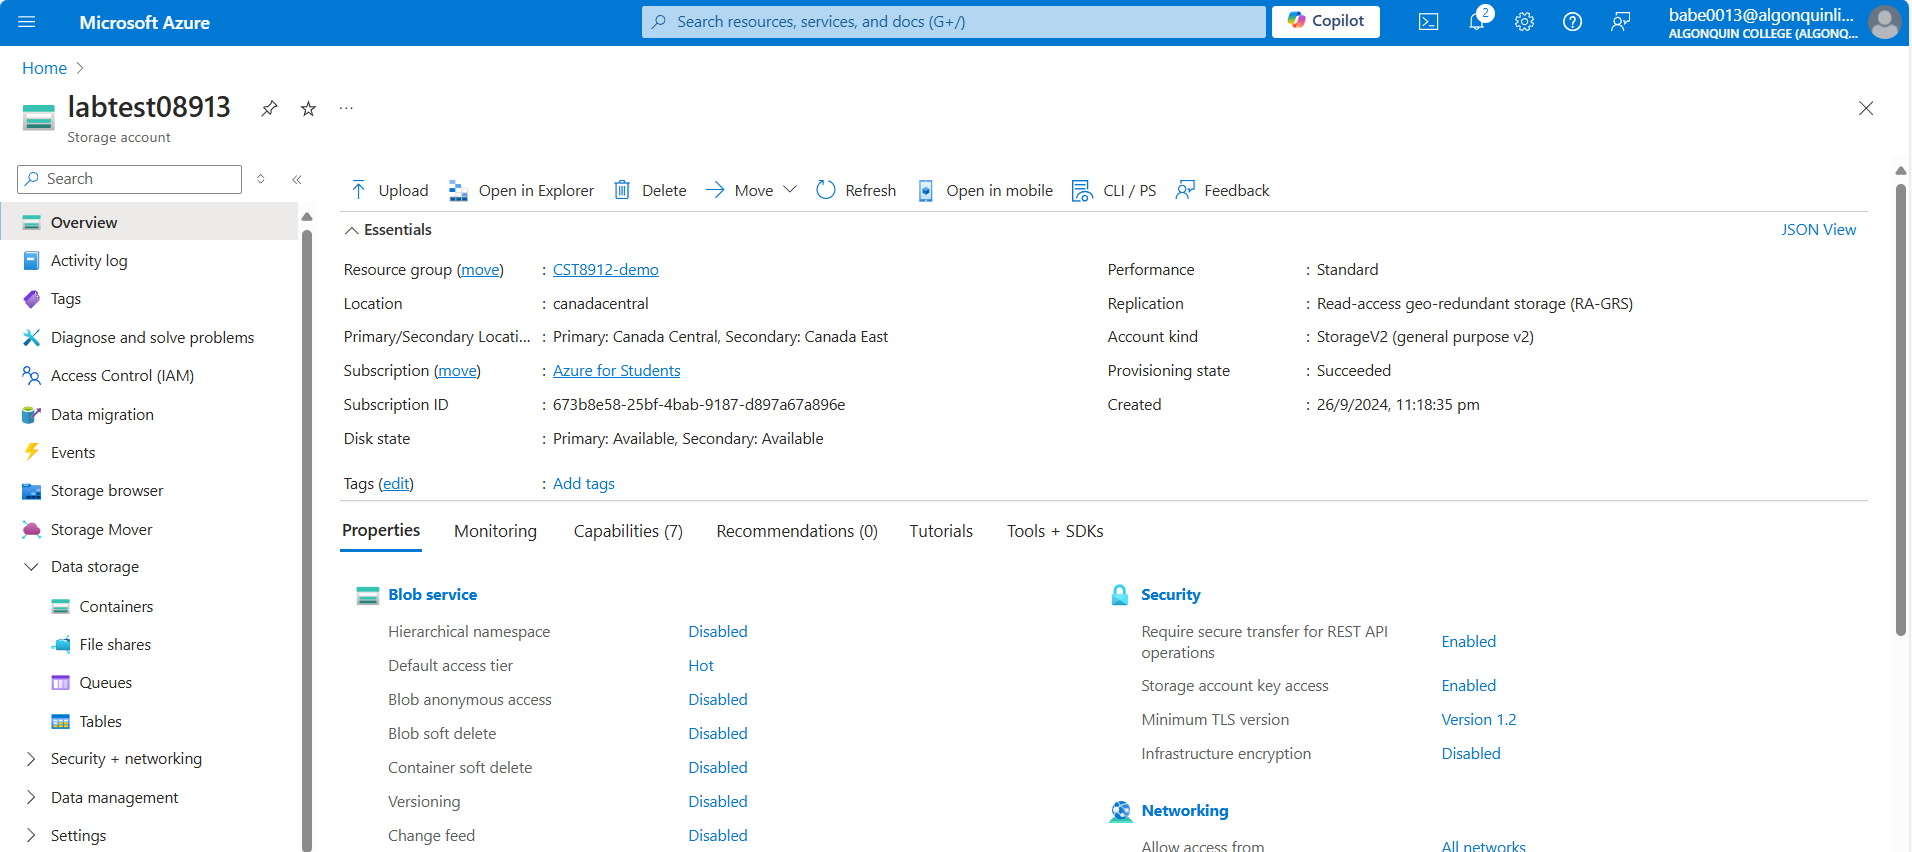 Microsoft Azure
Search resources, services, and docs (G+/)
Copilot
2
babe0013@algonquinli...
ALGONQUIN COLLEGE (ALGONQ...
Home
labtest08913
...
Storage account
Search
Upload
Open in Explorer
Delete
Move
Refresh
Open in mobile
CLI / PS
Feedback
Overview
Activity log
Tags
Diagnose and solve problems
Access Control (IAM)
Data migration
Events
Storage browser
Storage Mover
Data storage
Containers
File shares
Queues
Tables
Security + networking
Data management
Settings
Essentials
JSON View
Resource group (move) : CST8912-demo
Location : canadacentral
Primary/Secondary Locati... : Primary: Canada Central, Secondary: Canada East
Subscription (move) : Azure for Students
Subscription ID : 673b8e58-25bf-4bab-9187-d897a67a896e
Disk state : Primary: Available, Secondary: Available
Tags (edit) : Add tags
Performance : Standard
Replication : Read-access geo-redundant storage (RA-GRS)
Account kind : StorageV2 (general purpose v2)
Provisioning state : Succeeded
Created : 26/9/2024, 11:18:35 pm
Properties
Monitoring
Capabilities (7)
Recommendations (0)
Tutorials
Tools + SDKs
Blob service
Hierarchical namespace Disabled
Default access tier Hot
Blob anonymous access Disabled
Blob soft delete Disabled
Container soft delete Disabled
Versioning Disabled
Change feed Disabled
Security
Require secure transfer for REST API
operations
Enabled
Storage account key access Enabled
Minimum TLS version Version 1.2
Infrastructure encryption Disabled
Networking
Allow access from All networks